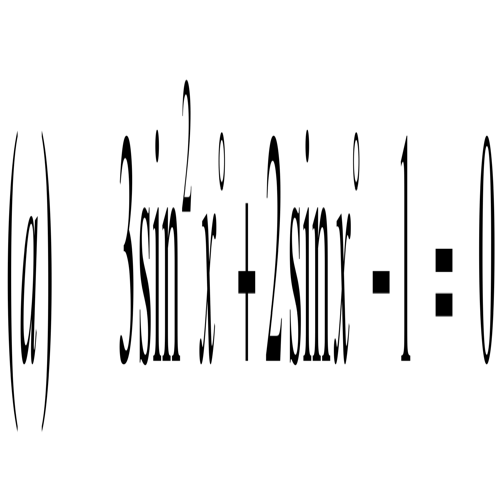 (a) 3sin²x° + 2sinx° - 1 = 0